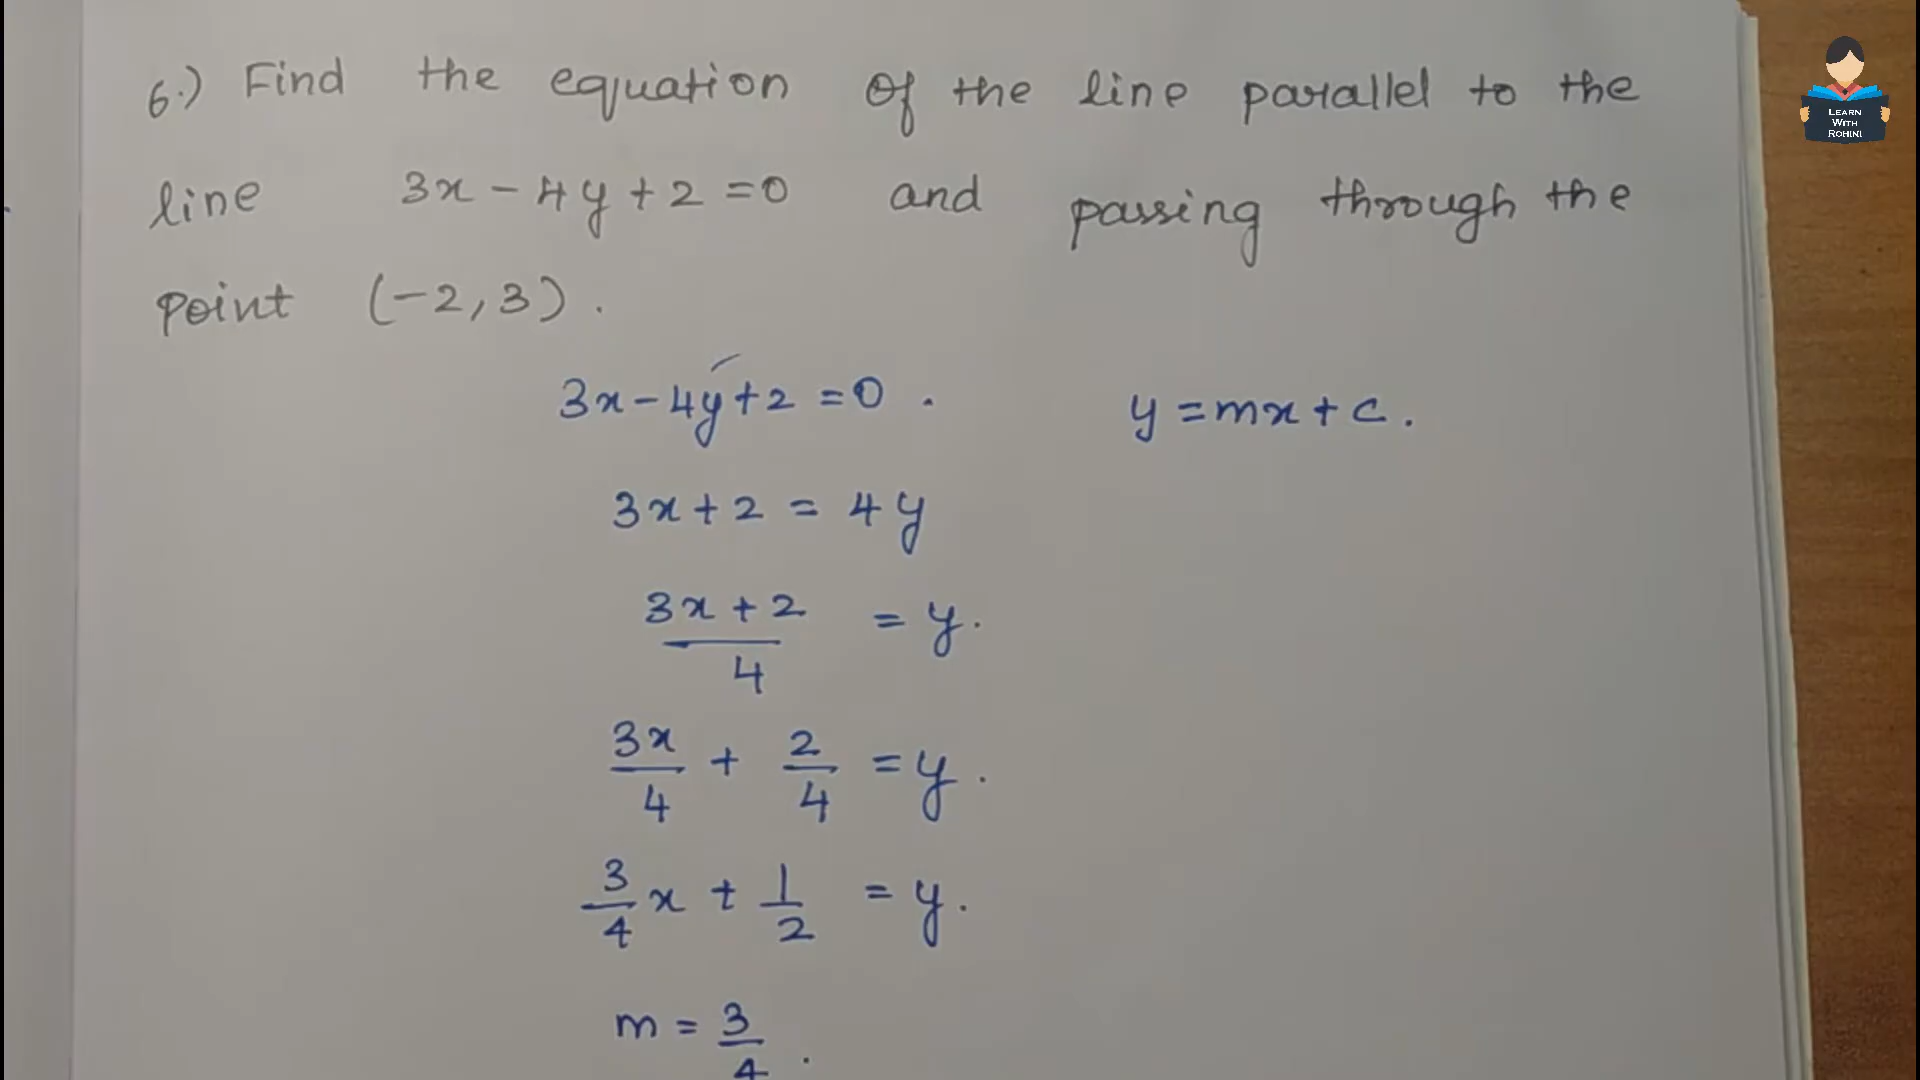 6.) Find the equation of the line parallel to the
line 3x - 4y + 2 = 0 and passing through the
point (-2, 3).
3x - 4y + 2 = 0 .
y = mx + c .
3x + 2 = 4y
3x + 2 / 4 = y .
3x/4 + 2/4 = y .
3/4 x + 1/2 = y .
m = 3/4 .
LEARN
WITH
ROHINI